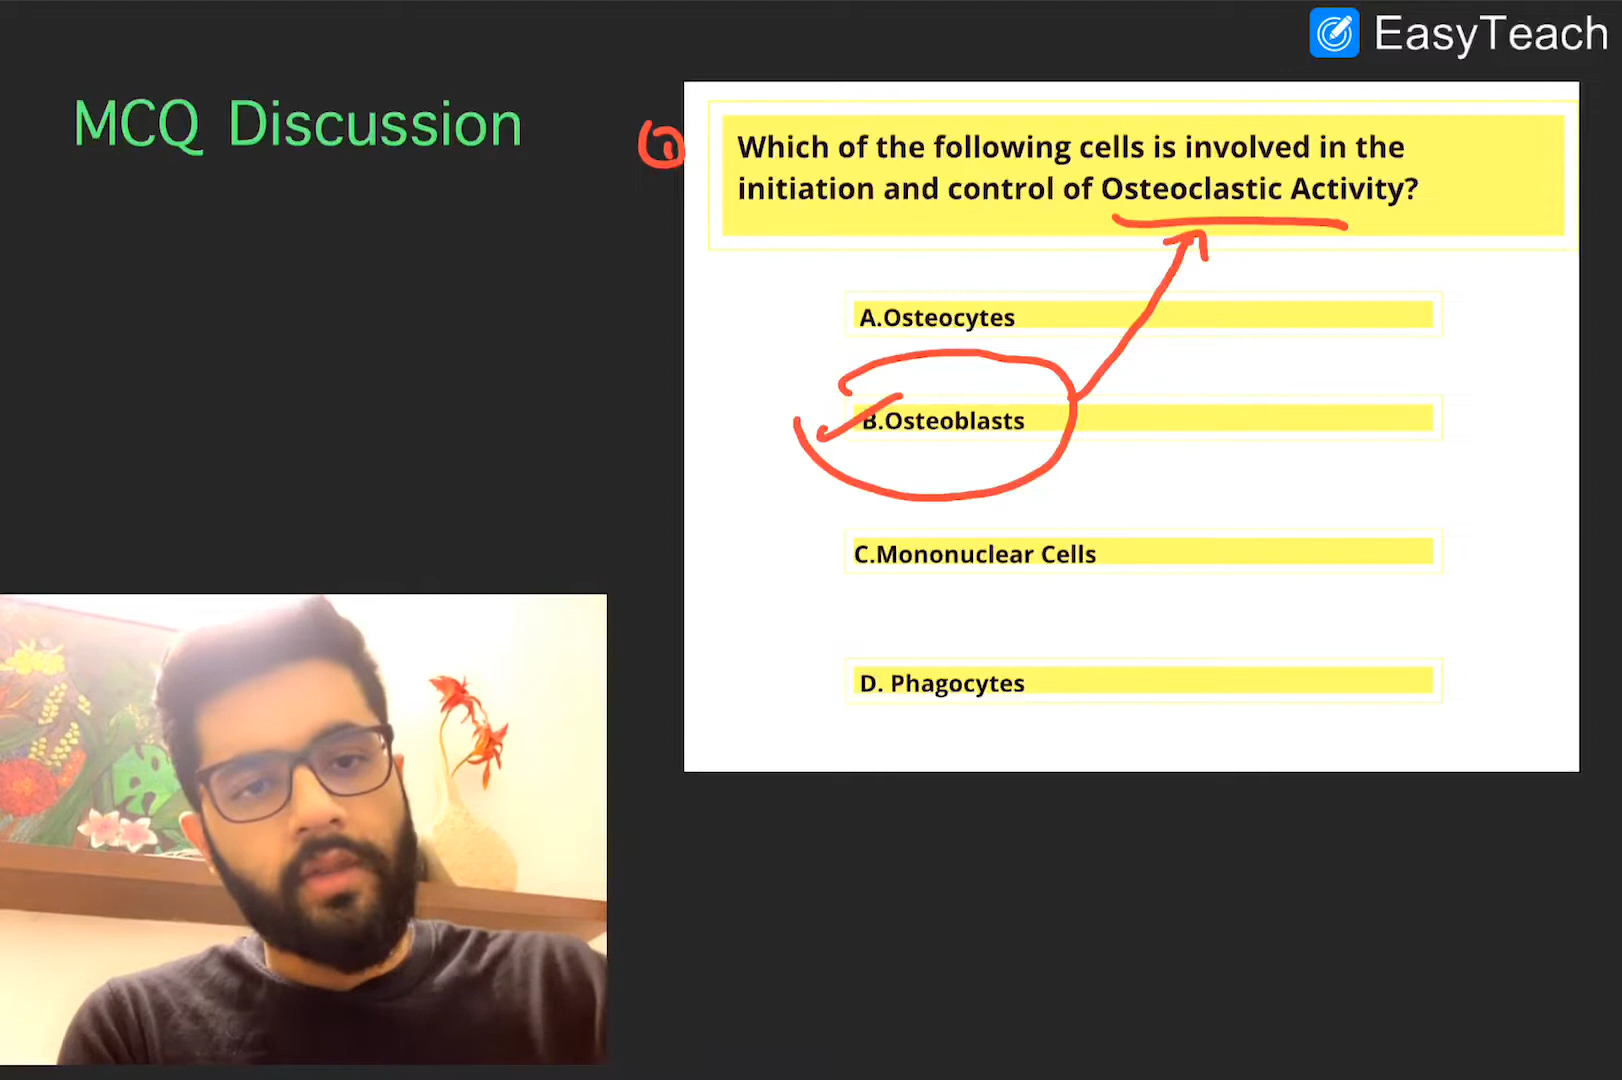 EasyTeach
MCQ Discussion
Which of the following cells is involved in the
initiation and control of Osteoclastic Activity?
A.Osteocytes
B.Osteoblasts
C.Mononuclear Cells
D. Phagocytes